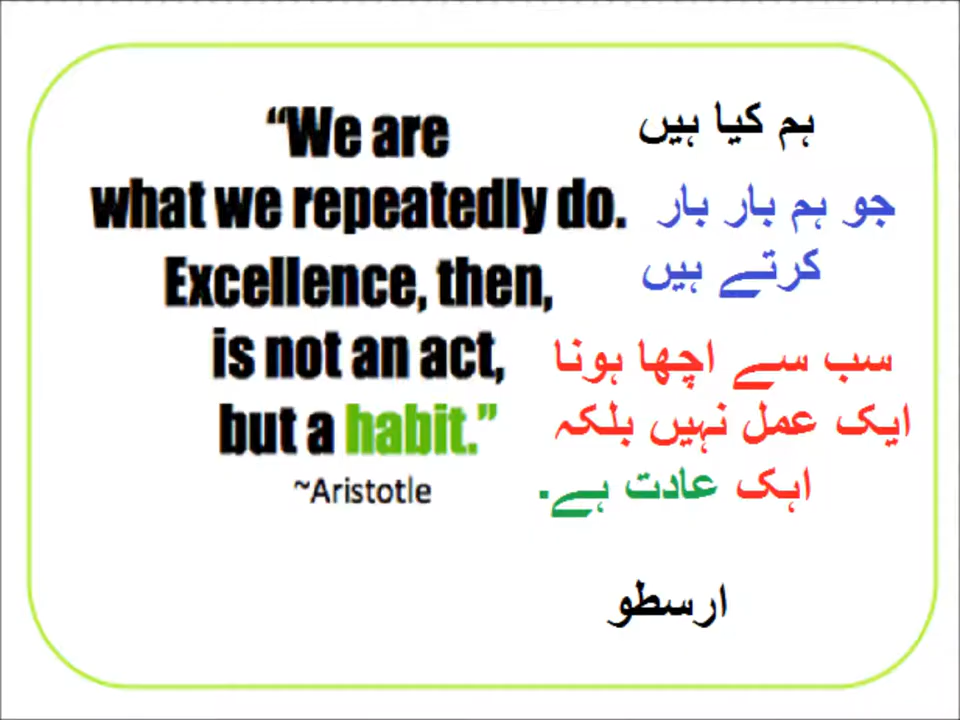 “We are
what we repeatedly do.
Excellence, then,
is not an act,
but a habit.”
~Aristotle
ہم کیا ہیں
جو ہم بار بار
کرتے ہیں
سب سے اچھا ہونا
ایک عمل نہیں بلکہ
اہک عادت ہے۔
ارسطو